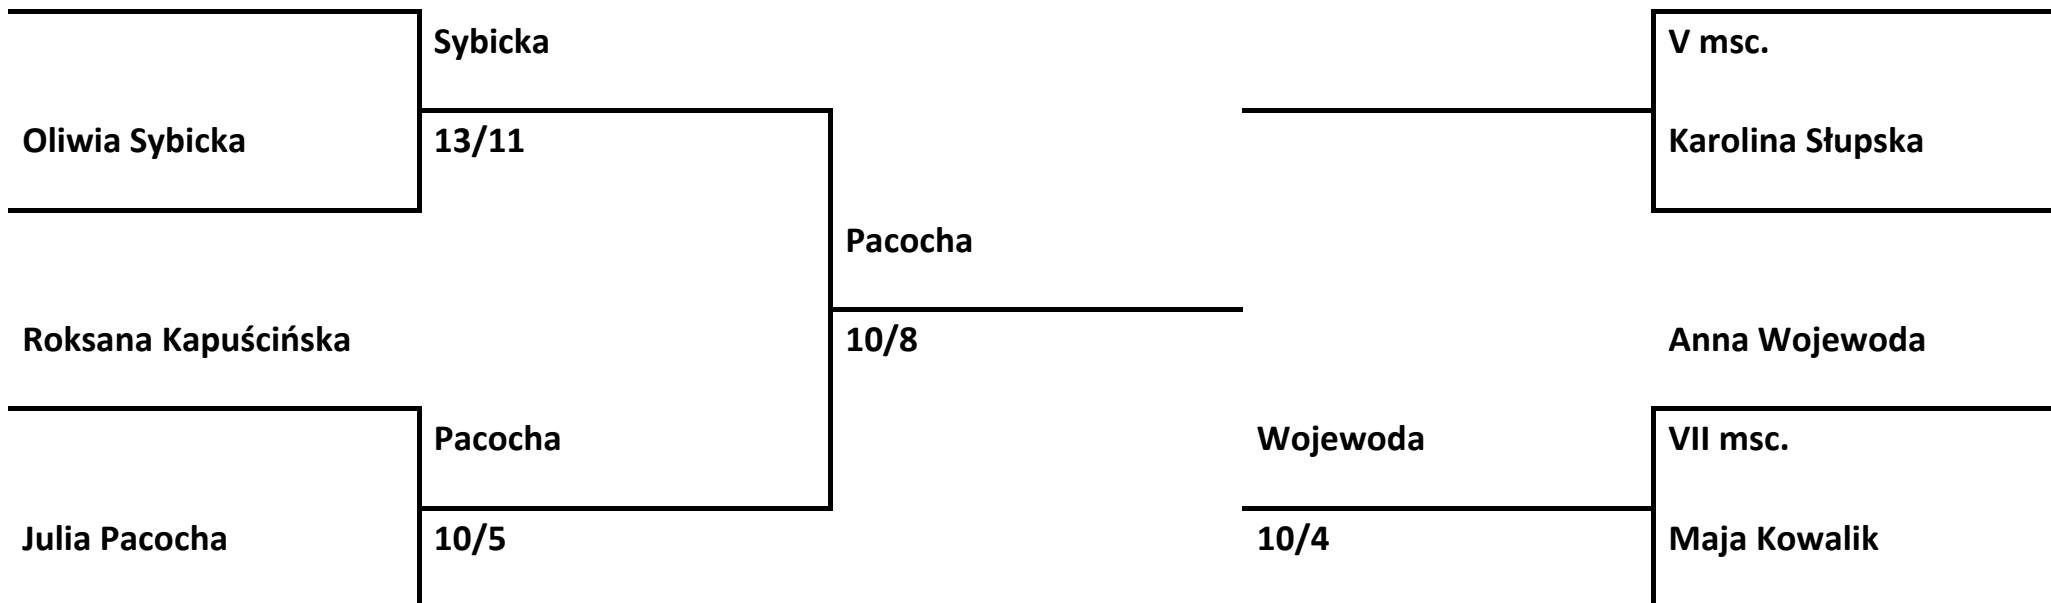 Sybicka
V msc.
Oliwia Sybicka
13/11
Karolina Słupska
Pacocha
Roksana Kapuścińska
10/8
Anna Wojewoda
Pacocha
Wojewoda
VII msc.
Julia Pacocha
10/5
10/4
Maja Kowalik